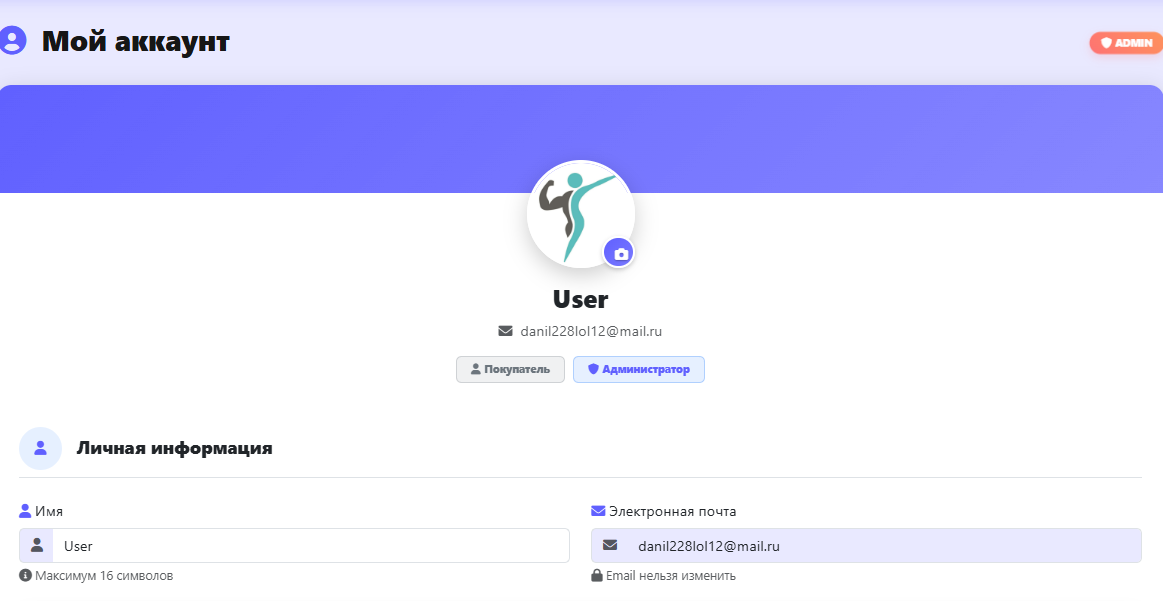 Мой аккаунт
ADMIN
User
danil228lol12@mail.ru
Покупатель Администратор
Личная информация
Имя Электронная почта
User danil228lol12@mail.ru
Максимум 16 символов Email нельзя изменить